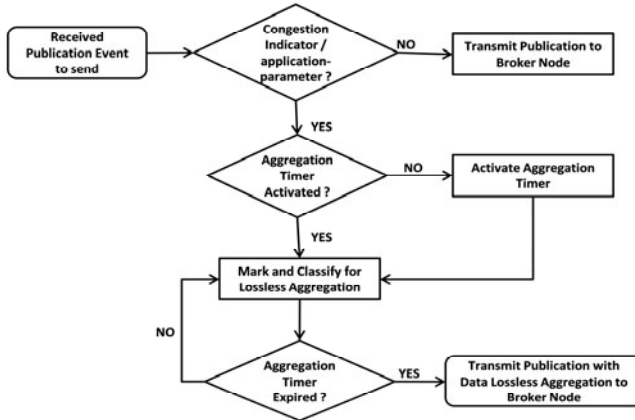 Received
Publication Event
to send
Congestion
Indicator /
application-
parameter ?
NO
Transmit Publication to
Broker Node
YES
Aggregation
Timer
Activated ?
NO
Activate Aggregation
Timer
YES
Mark and Classify for
Lossless Aggregation
NO
Aggregation
Timer
Expired ?
YES
Transmit Publication with
Data Lossless Aggregation to
Broker Node